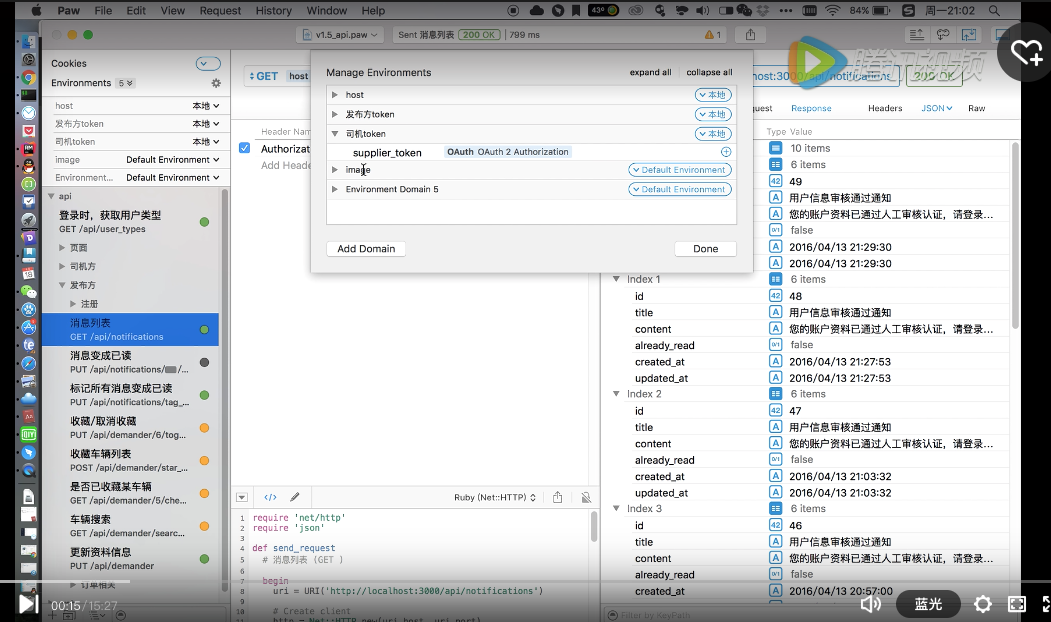 Paw File Edit View Request History Window Help
43°
84%
周一21:02
v1.5_api.paw
Sent 消息列表 200 OK | 799 ms
1
腾讯视频
Cookies
Environments 5
host 本地
发布方token 本地
司机token 本地
image Default Environment
Environment... Default Environment
api
登录时，获取用户类型
GET /api/user_types
页面
司机方
发布方
注册
消息列表
GET /api/notifications
消息变成已读
PUT /api/notifications/ /...
标记所有消息变成已读
PUT /api/notifications/tag_...
收藏/取消收藏
PUT /api/demander/6/tog...
收藏车辆列表
POST /api/demander/star_...
是否已收藏某车辆
GET /api/demander/5/che...
车辆搜索
GET /api/demander/searc...
更新资料信息
PUT /api/demander
订单相关
GET host
host:3000/api/notifications
200 OK
Header Nam
Authorizat
Add Heade
Manage Environments
expand all collapse all
host 本地
发布方token 本地
司机token 本地
supplier_token OAuth OAuth 2 Authorization
image Default Environment
Environment Domain 5 Default Environment
Add Domain Done
quest Response Headers JSON Raw
Type Value
10 items
6 items
42 49
A 用户信息审核通过通知
A 您的账户资料已通过人工审核认证，请登录...
0/1 false
A 2016/04/13 21:29:30
A 2016/04/13 21:29:30
Index 1 6 items
id 42 48
title A 用户信息审核通过通知
content A 您的账户资料已通过人工审核认证，请登录...
already_read 0/1 false
created_at A 2016/04/13 21:27:53
updated_at A 2016/04/13 21:27:53
Index 2 6 items
id 42 47
title A 用户信息审核通过通知
content A 您的账户资料已通过人工审核认证，请登录...
already_read 0/1 false
created_at A 2016/04/13 21:03:32
updated_at A 2016/04/13 21:03:32
Index 3 6 items
id 42 46
title A 用户信息审核通过通知
content A 您的账户资料已通过人工审核认证，请登录...
already_read 0/1 false
created_at A 2016/04/13 20:57:00
Filter by KeyPath
Ruby (Net::HTTP)
1 require 'net/http'
2 require 'json'
3
4 def send_request
5 # 消息列表 (GET )
6
7 begin
8 uri = URI('http://localhost:3000/api/notifications')
9
10 # Create client
http = Net::HTTP.new(uri.host, uri.port)
00:15/15:27
蓝光